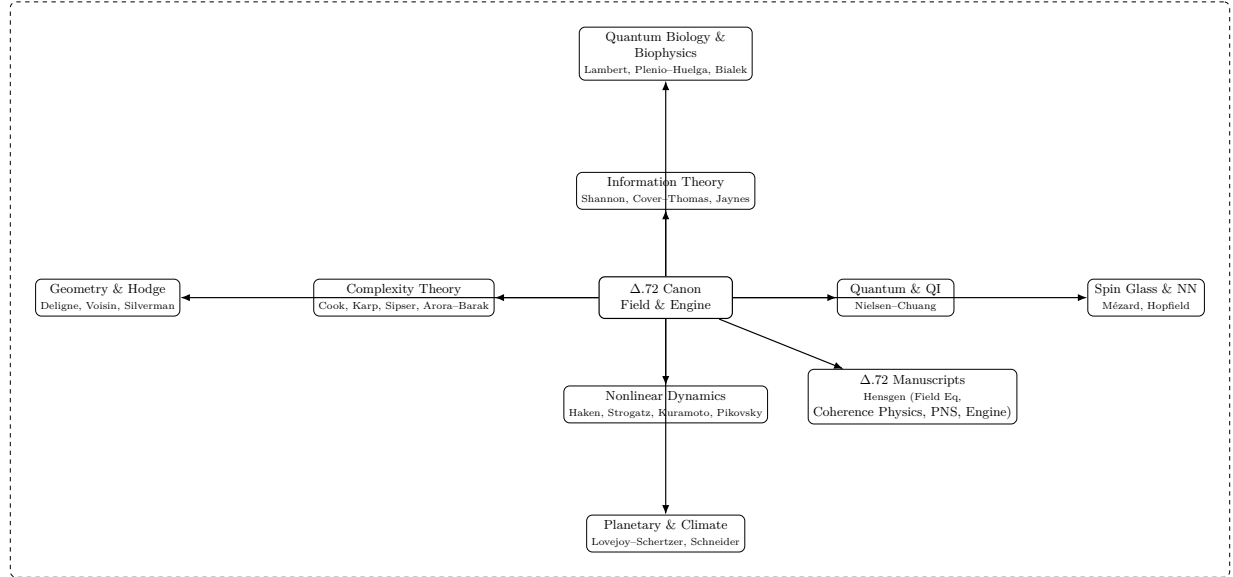 Quantum Biology &
Biophysics
Lambert, Plenio–Huelga, Bialek
Information Theory
Shannon, Cover–Thomas, Jaynes
Geometry & Hodge
Deligne, Voisin, Silverman
Complexity Theory
Cook, Karp, Sipser, Arora–Barak
Δ.72 Canon
Field & Engine
Quantum & QI
Nielsen–Chuang
Spin Glass & NN
Mézard, Hopfield
Δ.72 Manuscripts
Hensgen (Field Eq,
Coherence Physics, PNS, Engine)
Nonlinear Dynamics
Haken, Strogatz, Kuramoto, Pikovsky
Planetary & Climate
Lovejoy–Schertzer, Schneider